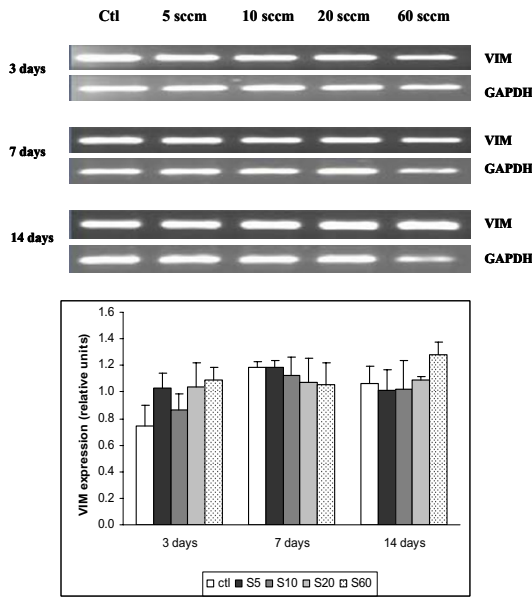 Ctl 5 sccm 10 sccm 20 sccm 60 sccm
VIM
3 days
GAPDH
VIM
7 days
GAPDH
VIM
14 days
GAPDH
1.6
1.4
1.2
1.0
0.8
0.6
0.4
0.2
0.0
VIM expression (relative units)
3 days 7 days 14 days
ctl S5 S10 S20 S60